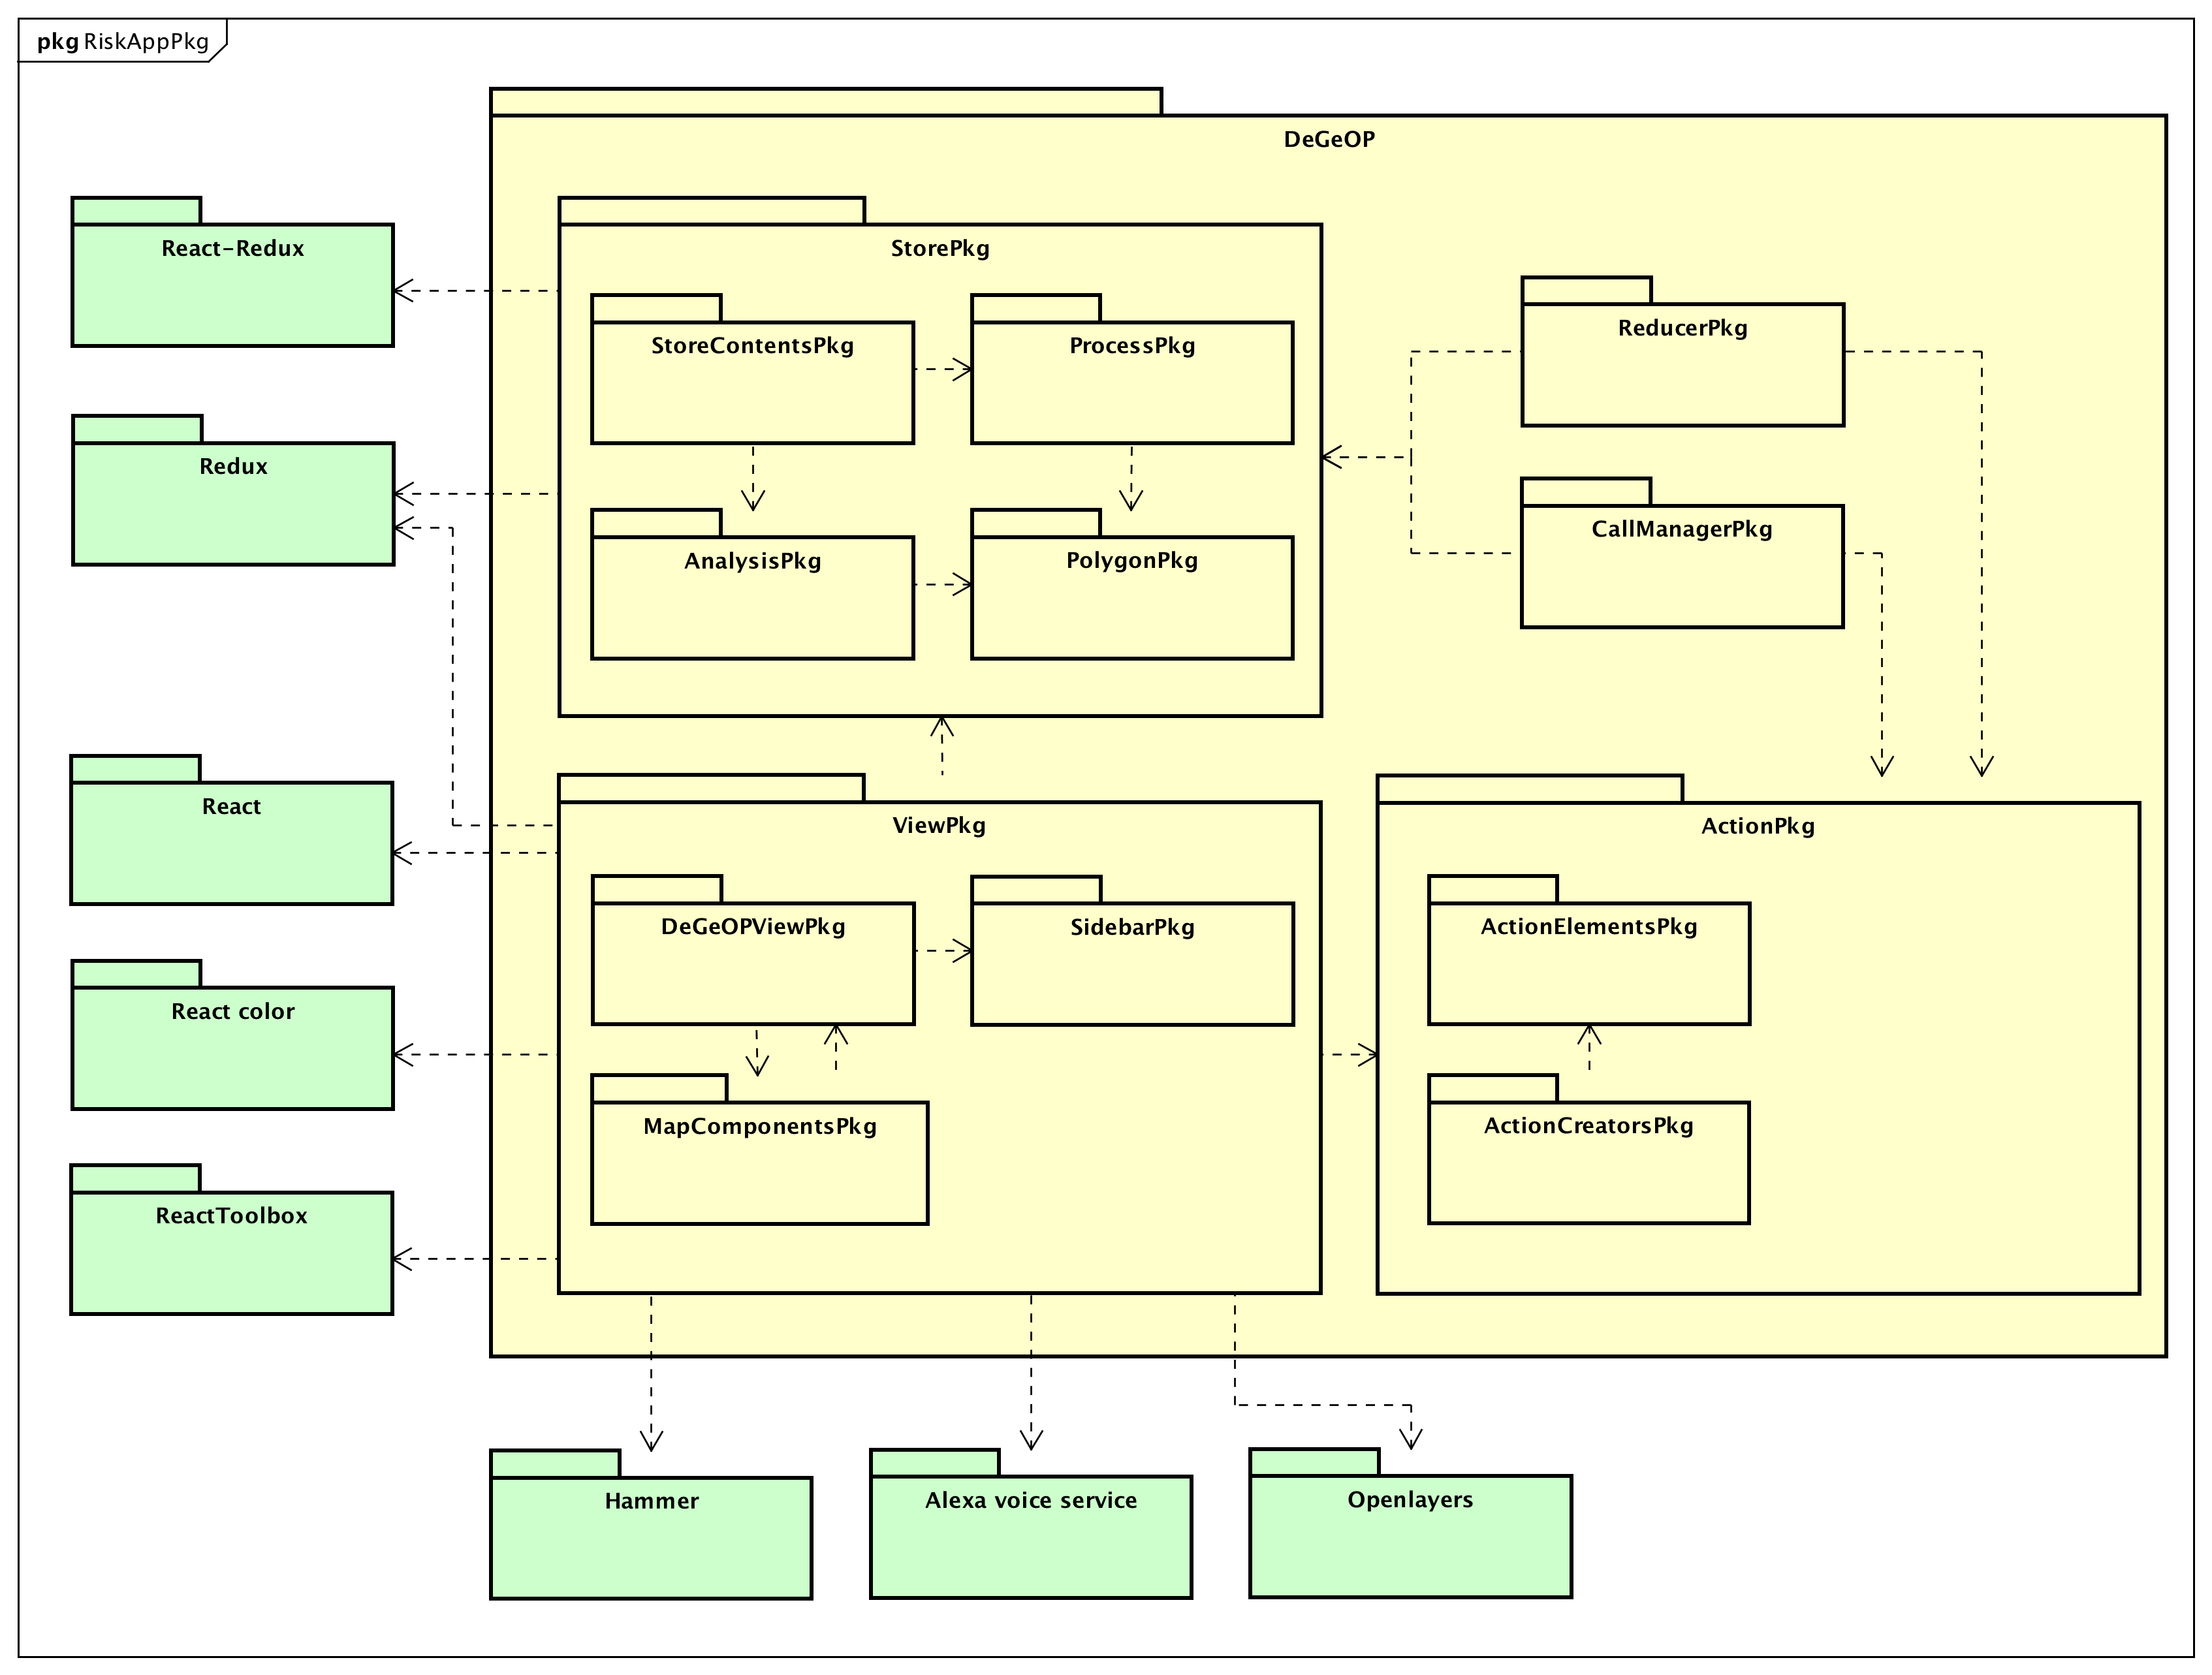 pkg RiskAppPkg
DeGeOP
React-Redux
StorePkg
StoreContentsPkg
ProcessPkg
ReducerPkg
Redux
AnalysisPkg
PolygonPkg
CallManagerPkg
React
ViewPkg
ActionPkg
DeGeOPViewPkg
SidebarPkg
ActionElementsPkg
React color
MapComponentsPkg
ActionCreatorsPkg
ReactToolbox
Hammer
Alexa voice service
Openlayers